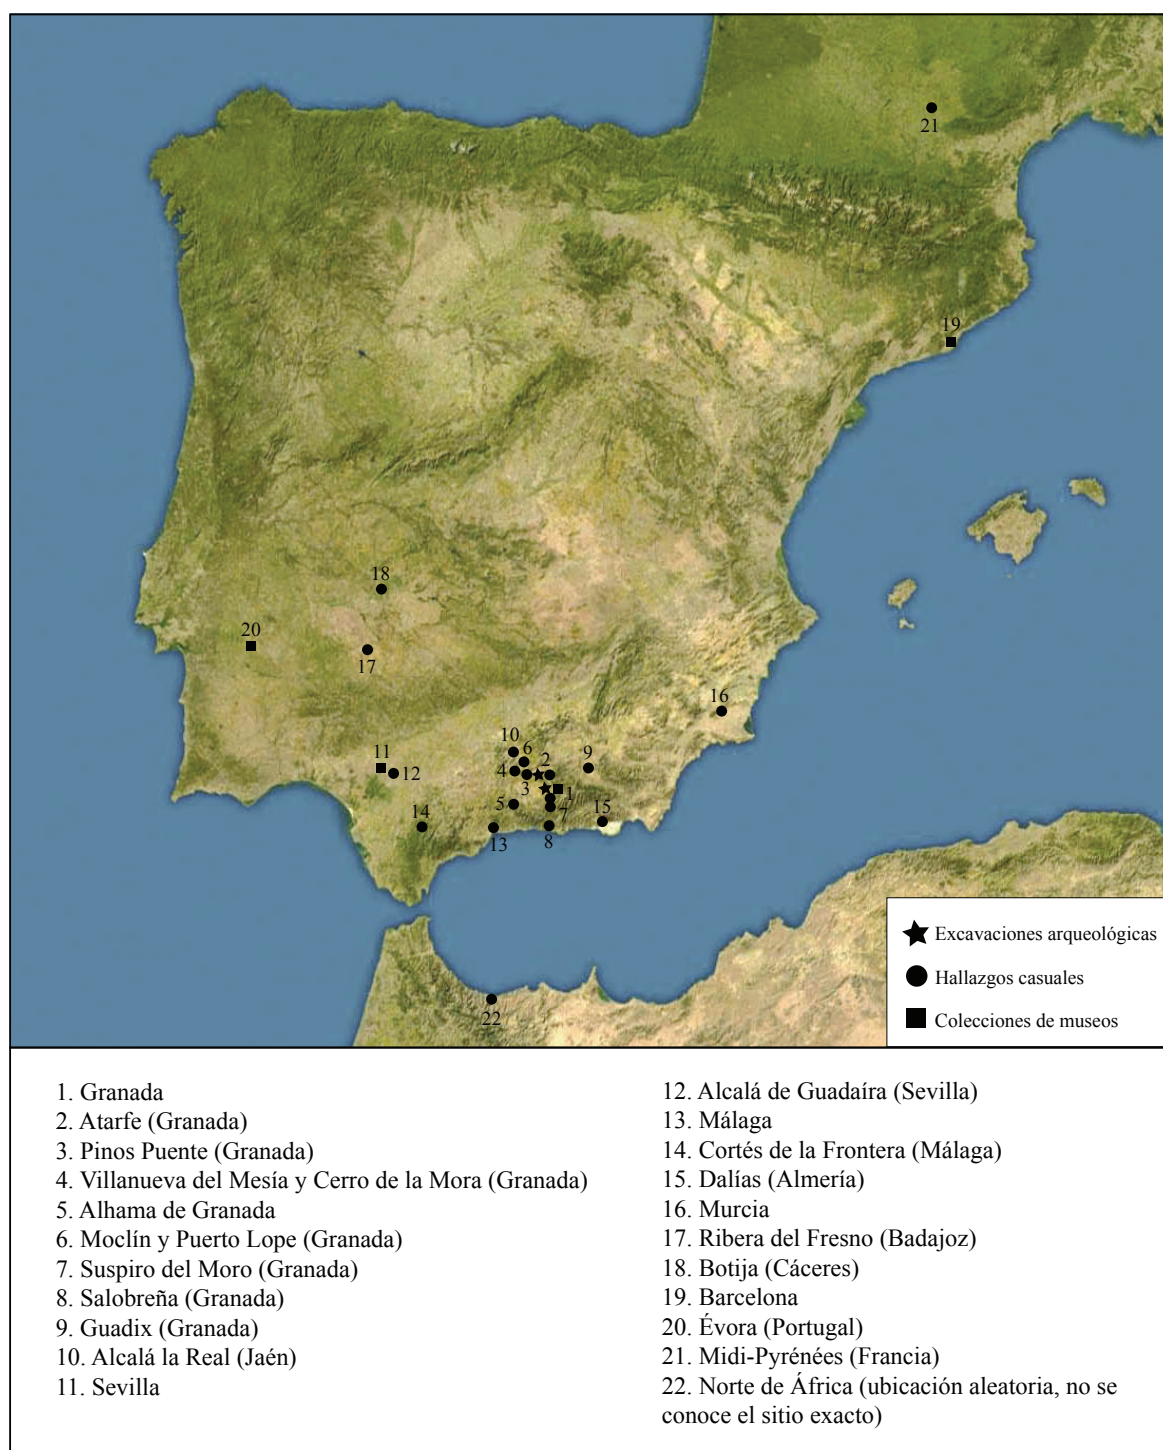 21
19
18
20
17
16
10
6
11
12
4
3
2
9
1
5
7
14
13
8
15
22
Excavaciones arqueológicas
Hallazgos casuales
Colecciones de museos
1. Granada
2. Atarfe (Granada)
3. Pinos Puente (Granada)
4. Villanueva del Mesía y Cerro de la Mora (Granada)
5. Alhama de Granada
6. Moclín y Puerto Lope (Granada)
7. Suspiro del Moro (Granada)
8. Salobreña (Granada)
9. Guadix (Granada)
10. Alcalá la Real (Jaén)
11. Sevilla
12. Alcalá de Guadaíra (Sevilla)
13. Málaga
14. Cortés de la Frontera (Málaga)
15. Dalías (Almería)
16. Murcia
17. Ribera del Fresno (Badajoz)
18. Botija (Cáceres)
19. Barcelona
20. Évora (Portugal)
21. Midi-Pyrénées (Francia)
22. Norte de África (ubicación aleatoria, no se
conoce el sitio exacto)